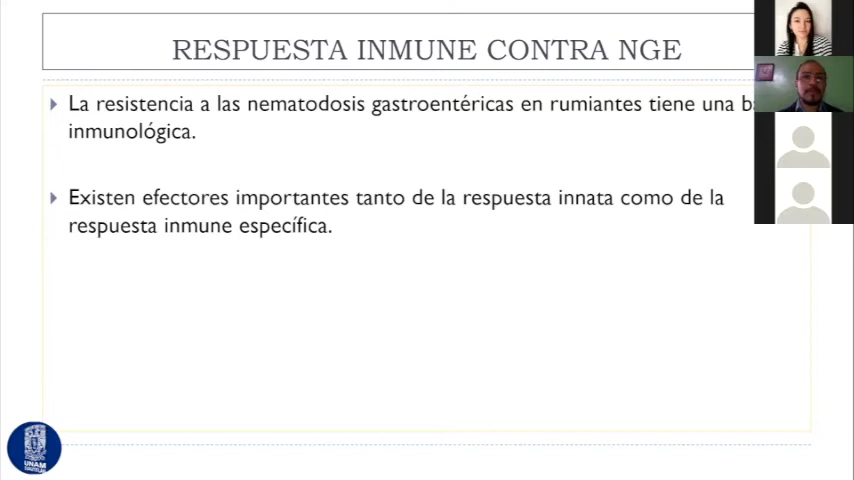 RESPUESTA INMUNE CONTRA NGE
La resistencia a las nematodosis gastroentéricas en rumiantes tiene una
inmunológica.
Existen efectores importantes tanto de la respuesta innata como de la
respuesta inmune específica.
UNAM